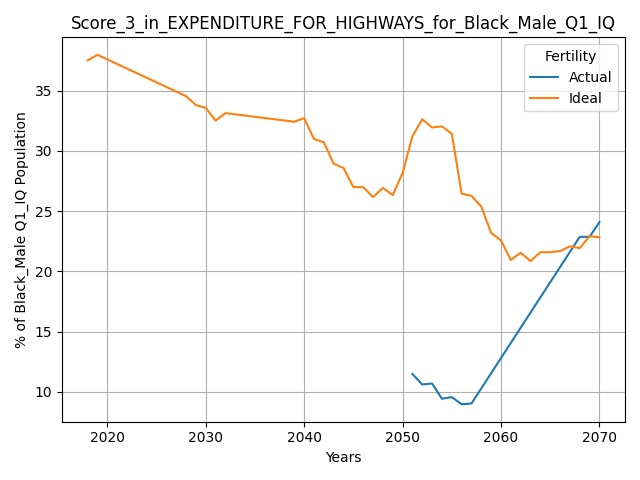 Score_3_in_EXPENDITURE_FOR_HIGHWAYS_for_Black_Male_Q1_IQ
Fertility
Actual
Ideal
% of Black_Male Q1_IQ Population
35
30
25
20
15
10
2020 2030 2040 2050 2060 2070
Years